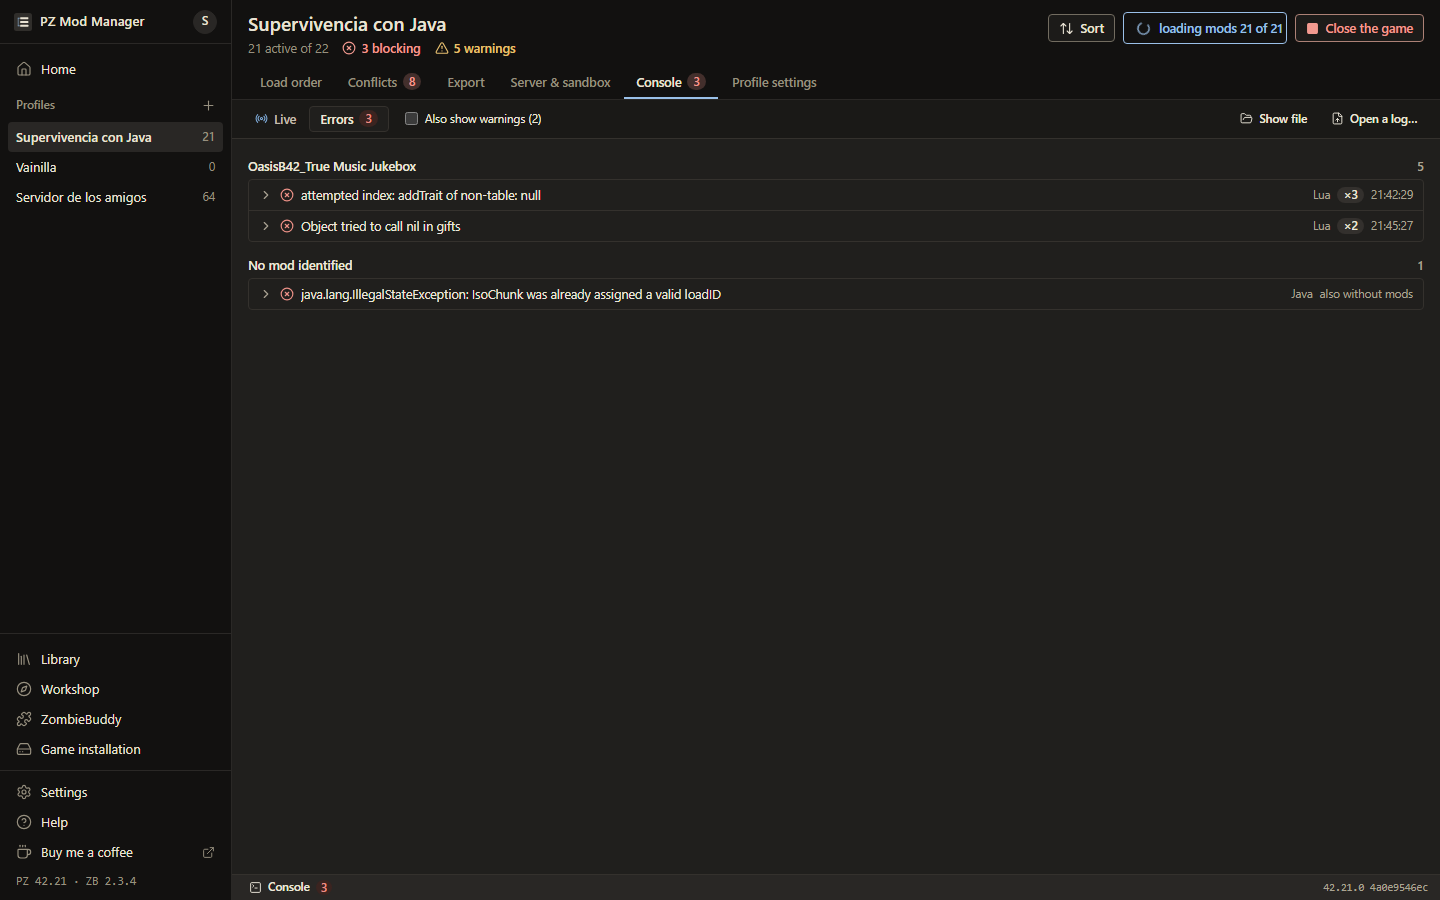 PZ Mod Manager
S
Home
Profiles
Supervivencia con Java 21
Vainilla 0
Servidor de los amigos 64
Library
Workshop
ZombieBuddy
Game installation
Settings
Help
Buy me a coffee
PZ 42.21 · ZB 2.3.4
Supervivencia con Java
21 active of 22 3 blocking 5 warnings
Sort
loading mods 21 of 21
Close the game
Load order Conflicts 8 Export Server & sandbox Console 3 Profile settings
Live Errors 3 Also show warnings (2) Show file Open a log...
OasisB42_True Music Jukebox 5
attempted index: addTrait of non-table: null Lua ×3 21:42:29
Object tried to call nil in gifts Lua ×2 21:45:27
No mod identified 1
java.lang.IllegalStateException: IsoChunk was already assigned a valid loadID Java also without mods
Console 3
42.21.0 4a0e9546ec